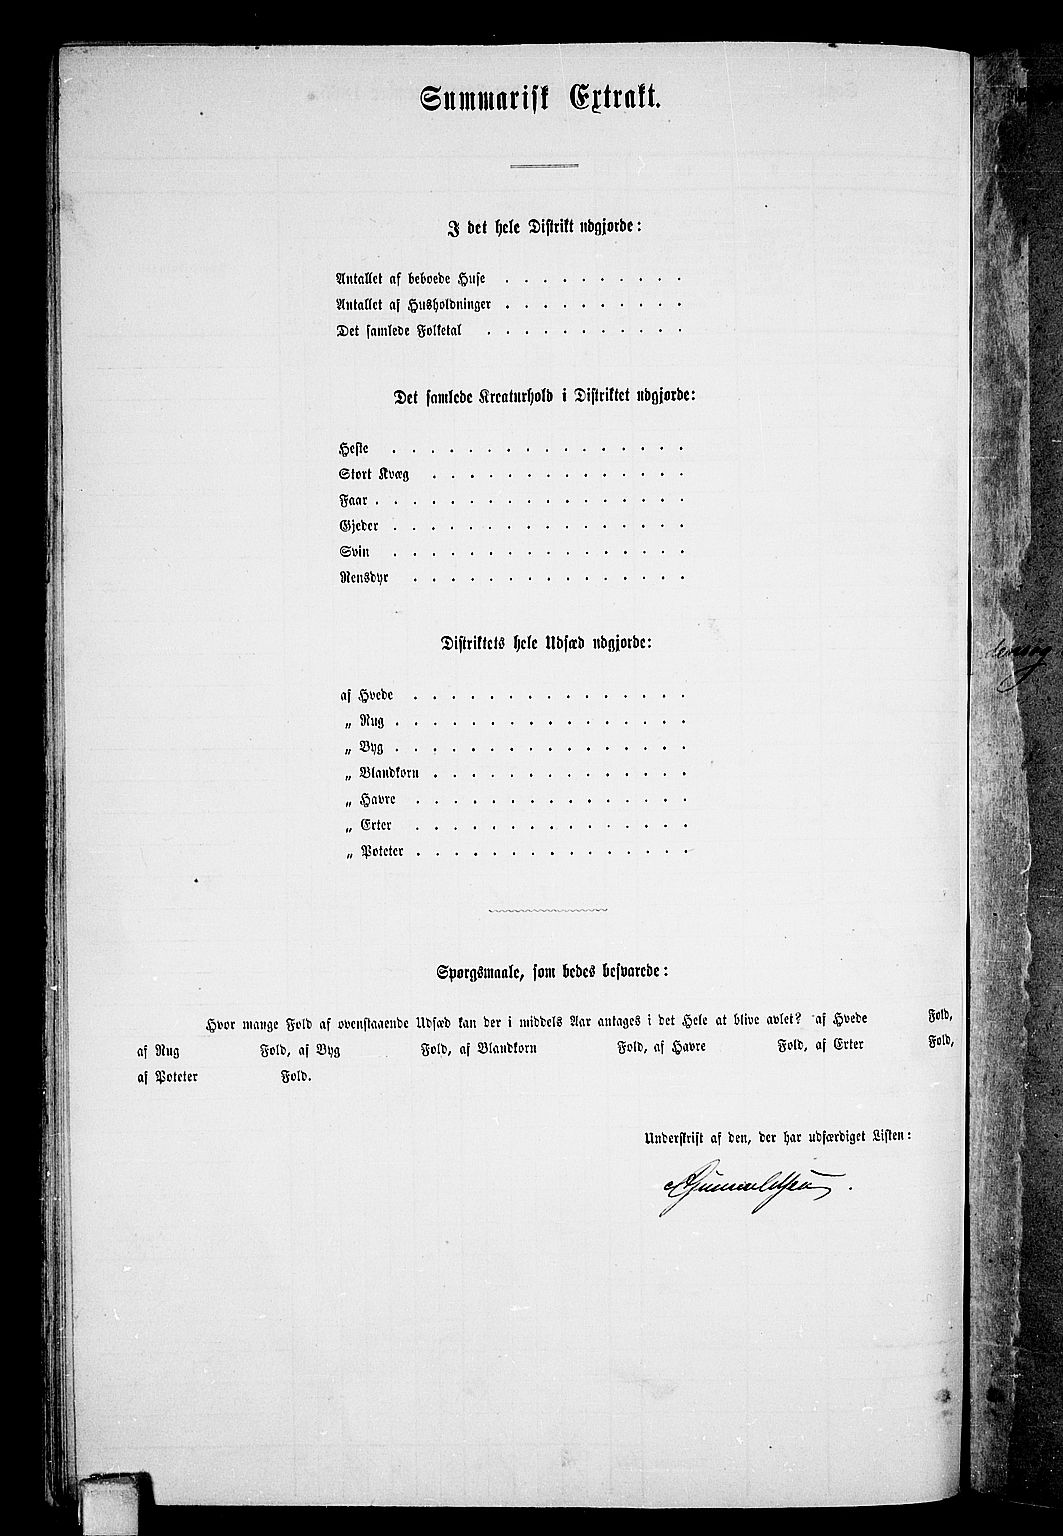 Summarisk Extrakt.
I det hele Distrikt udgjorde:
Antallet af beboede Huse . . . . . . . . . .
Antallet af Husholdninger . . . . . . . . . .
Det samlede Folketal . . . . . . . . . . .
Det samlede Kreaturhold i Distriktet udgjorde:
Heste . . . . . . . . . . . . . . . .
Stort Kvæg . . . . . . . . . . . . . .
Faar . . . . . . . . . . . . . . . . .
Gjeder . . . . . . . . . . . . . . . .
Svin . . . . . . . . . . . . . . . .
Rensdyr . . . . . . . . . . . . . . .
Distriktets hele Udsæd udgjorde:
af Hvede . . . . . . . . . . . . . . .
„ Rug . . . . . . . . . . . . . . . .
„ Byg . . . . . . . . . . . . . . . .
„ Blandkorn . . . . . . . . . . . . . .
„ Havre . . . . . . . . . . . . . . .
„ Erter . . . . . . . . . . . . . . .
„ Poteter . . . . . . . . . . . . . . .
Spørgsmaale, som bedes besvarede:
Hvor mange Fold af ovenstaaende Udsæd kan der i middels Aar antages i det Hele at blive avlet? af Hvede Fold,
af Rug Fold, af Byg Fold, af Blandkorn Fold, af Havre Fold, af Erter Fold,
af Poteter Fold.
Underskrift af den, der har udfærdiget Listen: